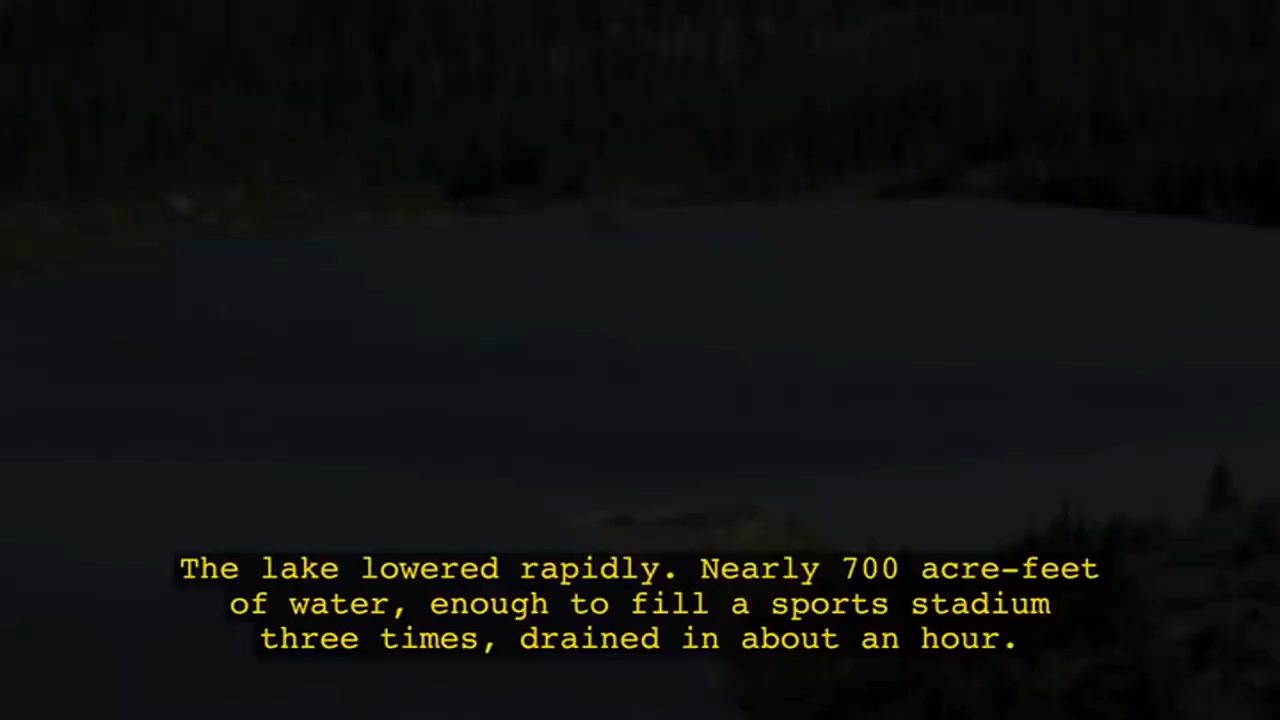 The lake lowered rapidly. Nearly 700 acre-feet
of water, enough to fill a sports stadium
three times, drained in about an hour.